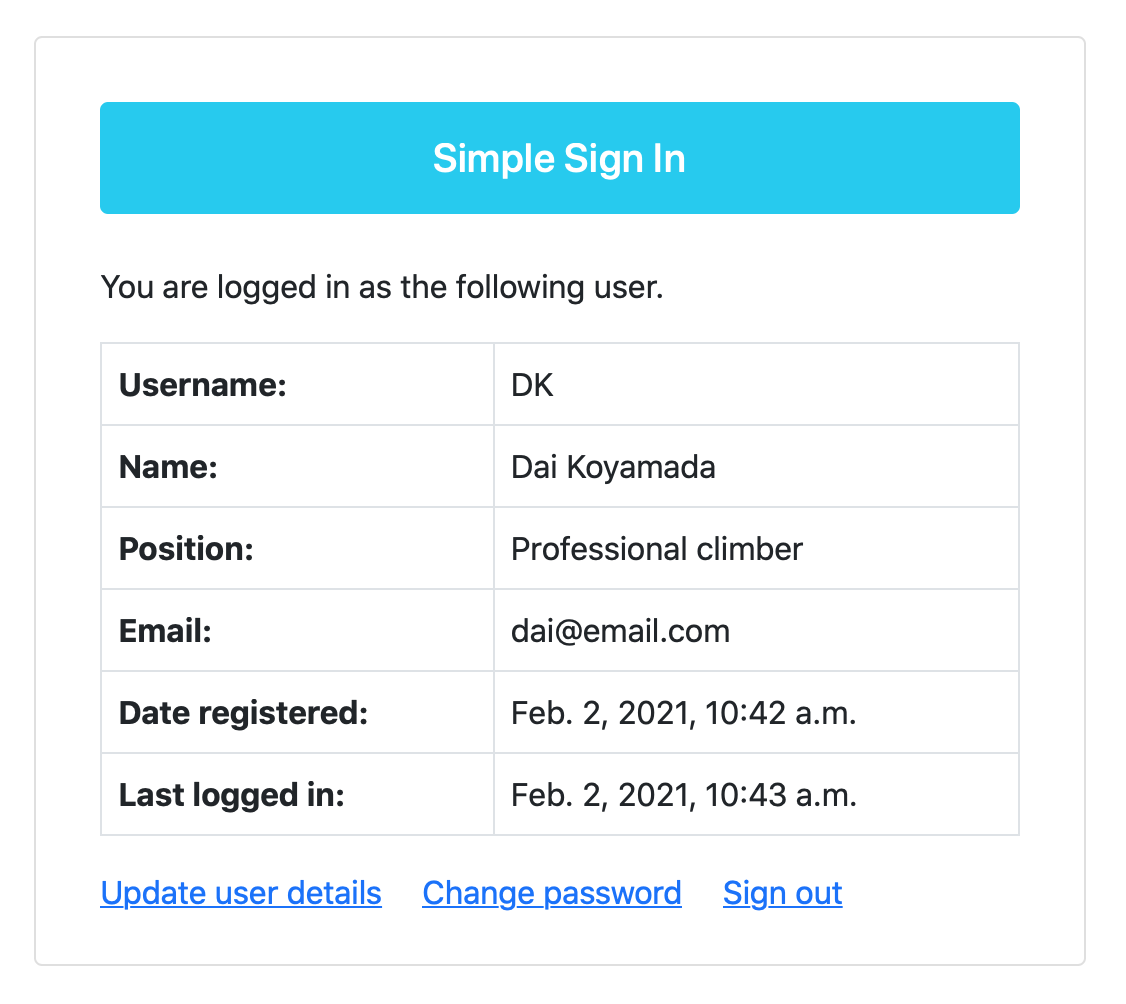 Simple Sign In
You are logged in as the following user.
Username: DK
Name: Dai Koyamada
Position: Professional climber
Email: dai@email.com
Date registered: Feb. 2, 2021, 10:42 a.m.
Last logged in: Feb. 2, 2021, 10:43 a.m.
Update user details Change password Sign out